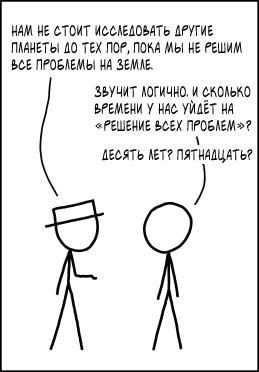 НАМ НЕ СТОИТ ИССЛЕДОВАТЬ ДРУГИЕ
ПЛАНЕТЫ ДО ТЕХ ПОР, ПОКА МЫ НЕ РЕШИМ
ВСЕ ПРОБЛЕМЫ НА ЗЕМЛЕ.
ЗВУЧИТ ЛОГИЧНО. И СКОЛЬКО
ВРЕМЕНИ У НАС УЙДЁТ НА
«РЕШЕНИЕ ВСЕХ ПРОБЛЕМ»?
ДЕСЯТЬ ЛЕТ? ПЯТНАДЦАТЬ?